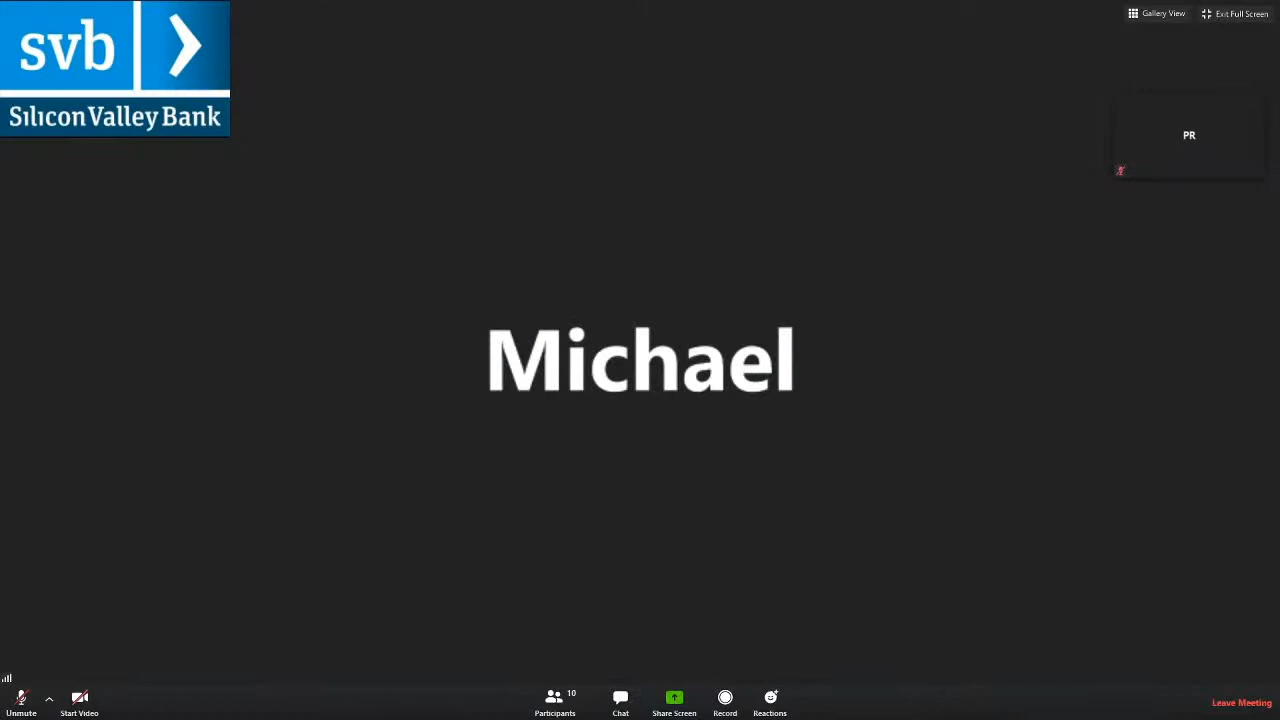 svb
Silicon Valley Bank
Gallery View
Exit Full Screen
PR
Michael
Unmute
Start Video
Participants
10
Chat
Share Screen
Record
Reactions
Leave Meeting